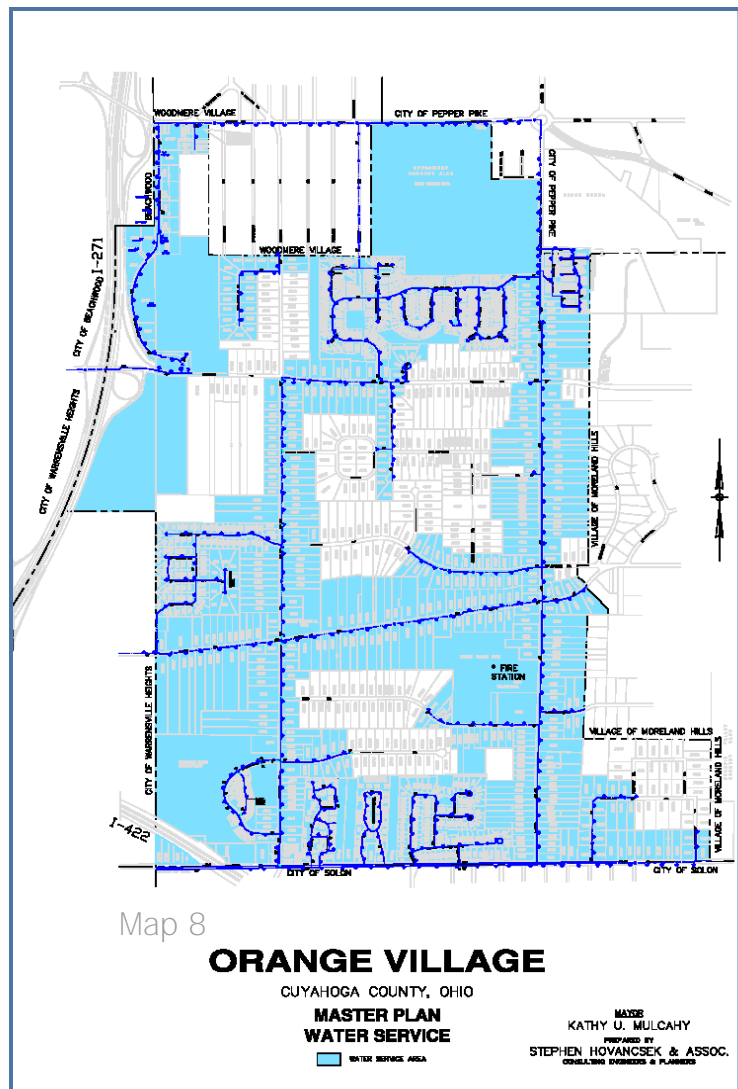 WOODMERE VILLAGE
CITY OF PEPPER PIKE
BEACHWOOD
CITY OF PEPPER PIKE
WOODMERE VILLAGE
I-271
CITY OF BEACHWOOD
CITY OF WARRENSVILLE HEIGHTS
VILLAGE OF MORELAND HILLS
* FIRE
STATION
CITY OF WARRENSVILLE HEIGHTS
VILLAGE OF MORELAND HILLS
VILLAGE OF MORELAND HILLS
I-422
CITY OF SOLON
CITY OF SOLON
Map 8
ORANGE VILLAGE
CUYAHOGA COUNTY, OHIO
MASTER PLAN
WATER SERVICE
WATER SERVICE AREA
MAYOR
KATHY U. MULCAHY
PREPARED BY
STEPHEN HOVANCSEK & ASSOC.
CONSULTING ENGINEERS & PLANNERS